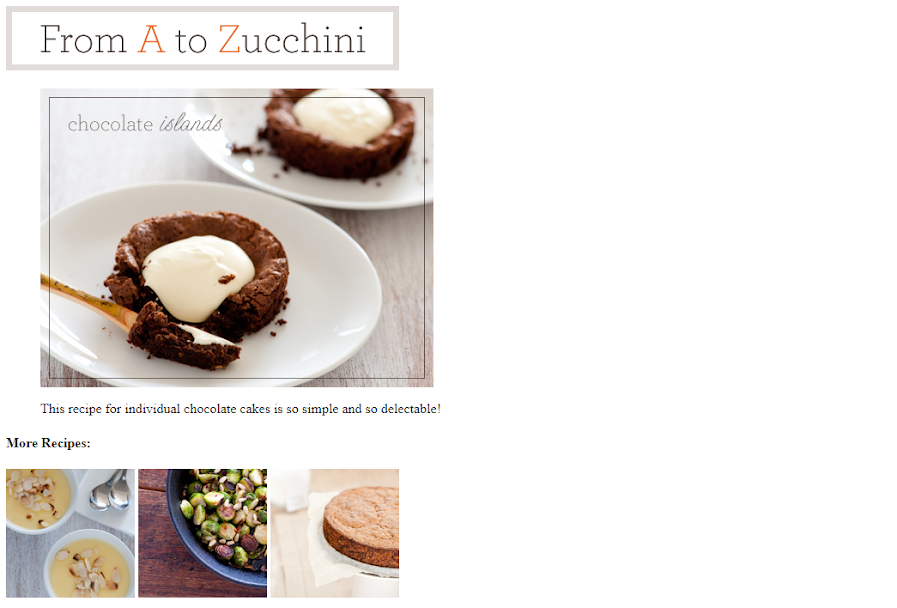 From A to Zucchini
chocolate islands
This recipe for individual chocolate cakes is so simple and so delectable!
More Recipes: